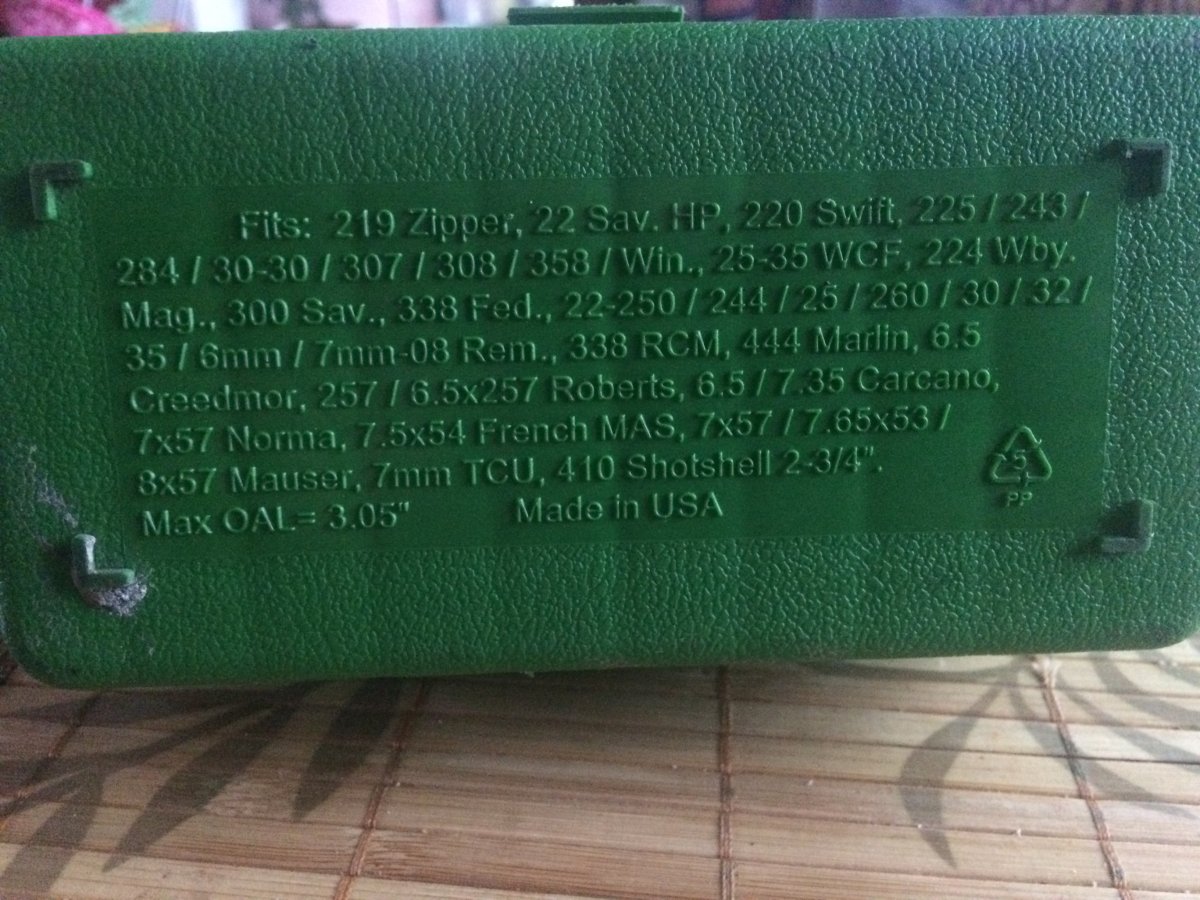 Fits: 219 Zipper, 22 Sav. HP, 220 Swift, 225 / 243 /
284 / 30-30 / 307 / 308 / 358 / Win., 25-35 WCF, 224 Wby.
Mag., 300 Sav., 338 Fed., 22-250 / 244 / 25 / 260 / 30 / 32 /
35 / 6mm / 7mm-08 Rem., 338 RCM, 444 Marlin, 6.5
Creedmor, 257 / 6.5x257 Roberts, 6.5 / 7.35 Carcano,
7x57 Norma, 7.5x54 French MAS, 7x57 / 7.65x53 /
8x57 Mauser, 7mm TCU, 410 Shotshell 2-3/4".
Max OAL= 3.05" Made in USA
5
PP